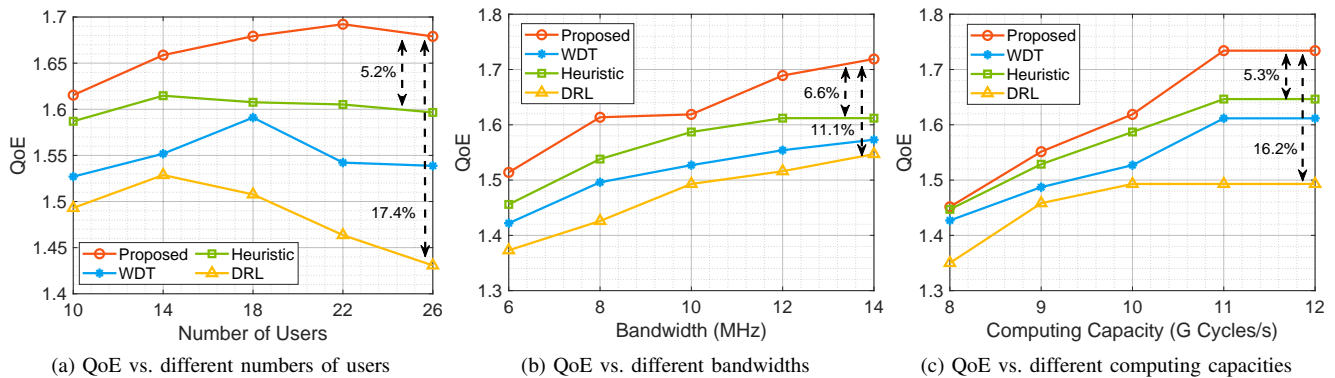 1.7
1.65
1.6
1.55
1.5
1.45
1.4
QoE
5.2%
17.4%
Proposed
WDT
Heuristic
DRL
10
14
18
22
26
Number of Users
(a) QoE vs. different numbers of users
1.8
1.7
1.6
1.5
1.4
1.3
QoE
Proposed
WDT
Heuristic
DRL
6.6%
11.1%
6
8
10
12
14
Bandwidth (MHz)
(b) QoE vs. different bandwidths
1.8
1.7
1.6
1.5
1.4
1.3
QoE
Proposed
WDT
Heuristic
DRL
5.3%
16.2%
8
9
10
11
12
Computing Capacity (G Cycles/s)
(c) QoE vs. different computing capacities